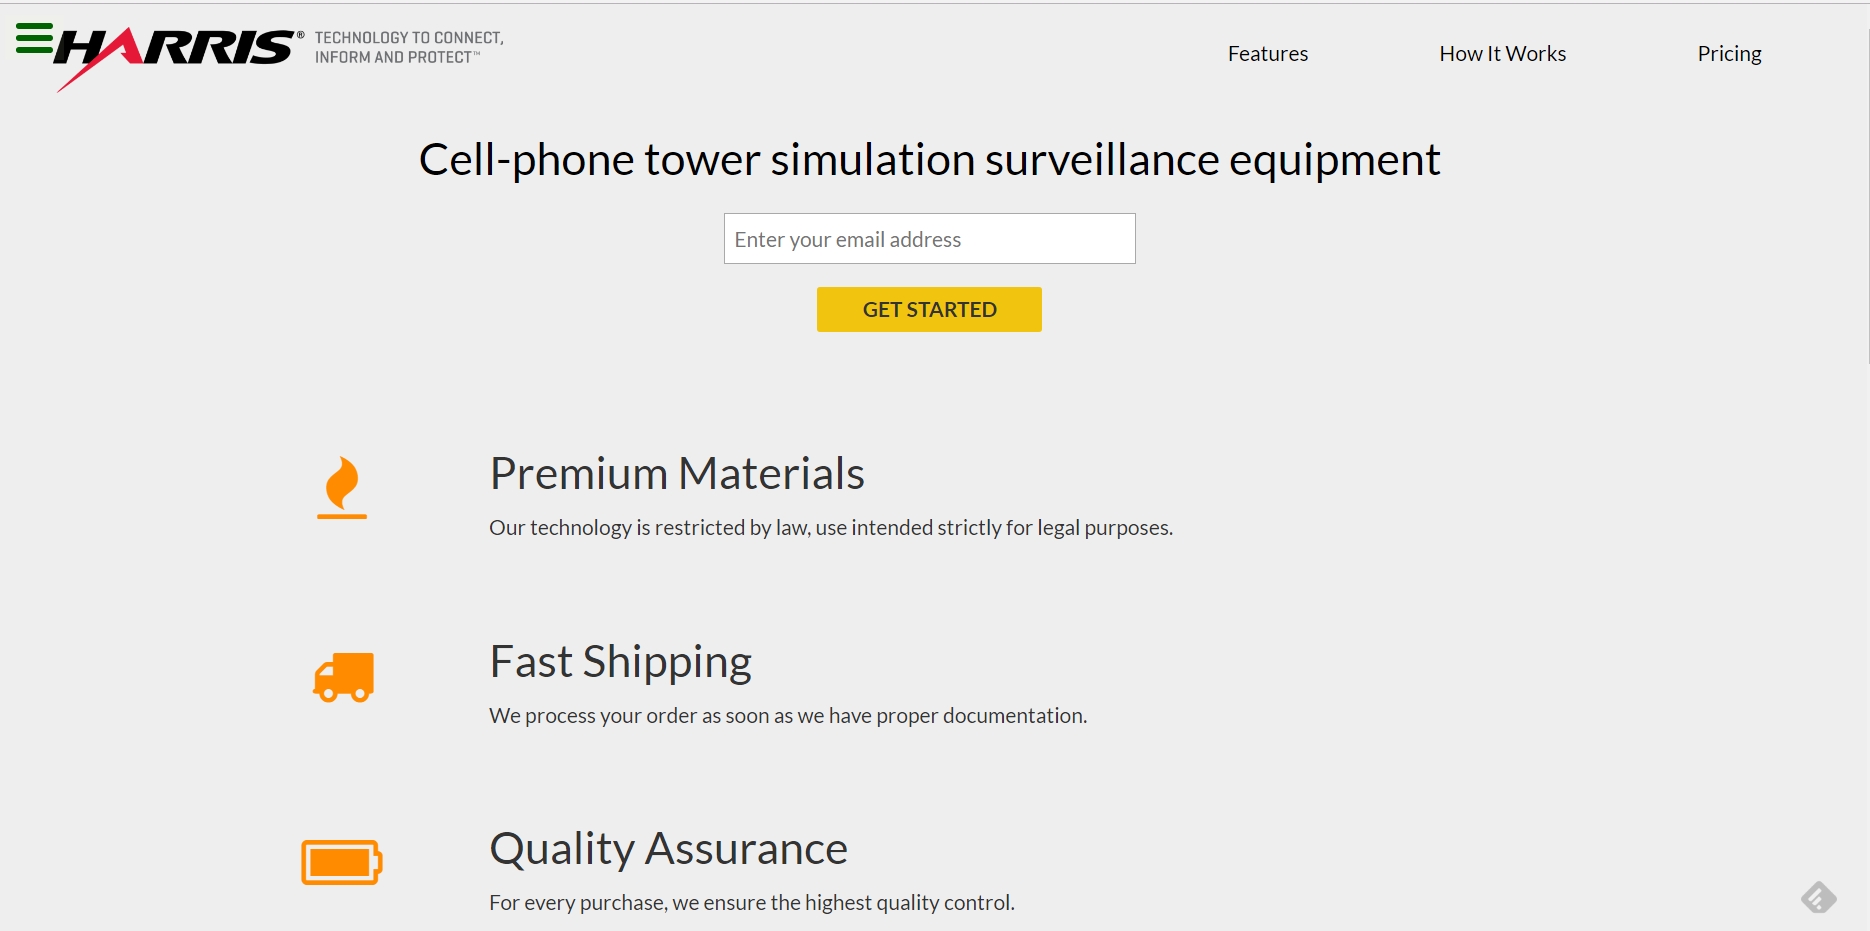 HARRIS®
TECHNOLOGY TO CONNECT,
INFORM AND PROTECT™
Features
How It Works
Pricing
Cell-phone tower simulation surveillance equipment
Enter your email address
GET STARTED
Premium Materials
Our technology is restricted by law, use intended strictly for legal purposes.
Fast Shipping
We process your order as soon as we have proper documentation.
Quality Assurance
For every purchase, we ensure the highest quality control.